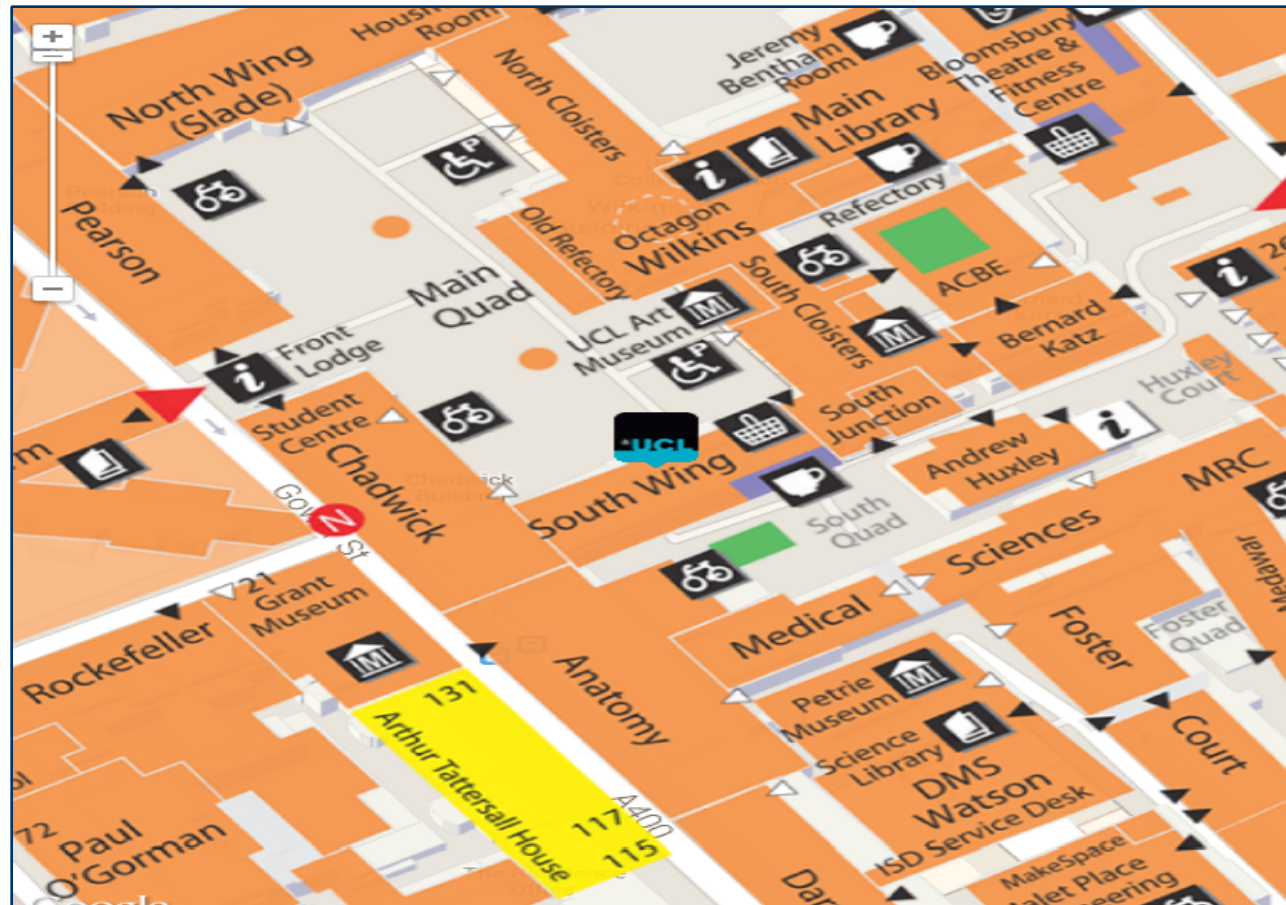 Room
North Wing
(Slade)
North Cloisters
Jeremy
Bentham
Room
Bloomsbury
Theatre &
Fitness
Centre
Main
Library
P
i
Refectory
Octagon
Wilkins
Old Refectory
Pearson
Main
Quad
UCL Art
Museum
M
South Cloisters
M
ACBE
Bernard
Katz
i
Front
Lodge
i
P
Huxley
Court
i
Student
Centre
Chadwick
UCL
South
Junction
Andrew
Huxley
MRC
Chadwick
South Wing
South
Quad
Sciences
Medawar
N
St
21
Grant
Museum
M
Rockefeller
Medical
Foster
Foster
Quad
Petrie
Museum
M
Science
Library
DMS
Watson
ISD Service Desk
Court
Anatomy
131
Arthur Tattersall House
117
115
A400
72
Paul
O'Gorman
MakeSpace
Google